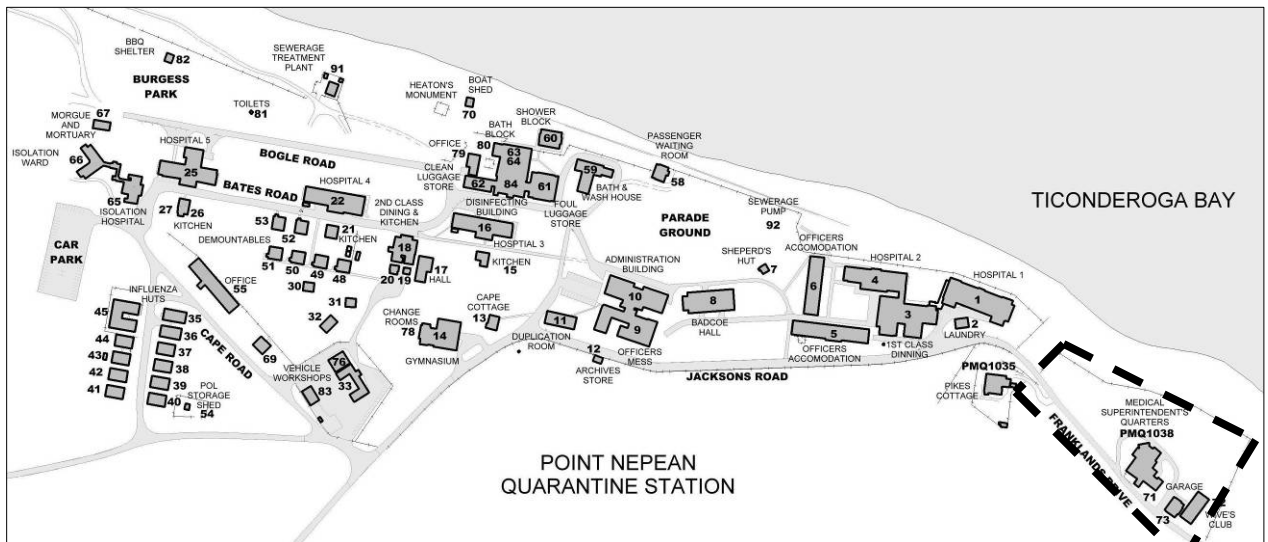 BBQ
SHELTER
82
SEWERAGE
TREATMENT
PLANT
91
BURGESS
PARK
HEATON'S
MONUMENT
BOAT
SHED
70
TOILETS
81
MORGUE
AND
MORTUARY
67
SHOWER
BLOCK
60
BATH
BLOCK
80
63
64
PASSENGER
WAITING
ROOM
58
ISOLATION
WARD
66
HOSPITAL 5
25
BOGLE ROAD
OFFICE
79
CLEAN
LUGGAGE
STORE
62
84
61
59
BATH &
WASH HOUSE
TICONDEROGA BAY
65
ISOLATION
HOSPITAL
BATES ROAD
HOSPITAL 4
22
2ND CLASS
DINING &
KITCHEN
DISINFECTING
BUILDING
FOUL
LUGGAGE
STORE
PARADE
GROUND
SEWERAGE
PUMP
92
27
26
KITCHEN
53
52
21
KITCHEN
DEMOUNTABLES
18
16
HOSPTIAL 3
KITCHEN
15
OFFICERS
ACCOMODATION
HOSPITAL 2
CAR
PARK
51
50
49
48
20
19
17
HALL
ADMINISTRATION
BUILDING
SHEPERD'S
HUT
7
6
4
HOSPITAL 1
1
OFFICE
55
30
31
32
10
9
8
BADCOE
HALL
3
2
LAUNDRY
INFLUENZA
HUTS
45
35
36
37
38
39
40
44
43
42
41
CAPE ROAD
69
CHANGE
ROOMS
78
14
GYMNASIUM
CAPE
COTTAGE
13
11
DUPLICATION
ROOM
12
ARCHIVES
STORE
OFFICERS
MESS
5
OFFICERS
ACCOMODATION
1ST CLASS
DINNING
JACKSONS ROAD
POL
STORAGE
SHED
54
VEHICLE
WORKSHOPS
76
33
83
PMQ1035
PIKES
COTTAGE
POINT NEPEAN
QUARANTINE STATION
FRANKLANDS DRIVE
MEDICAL
SUPERINTENDENT'S
QUARTERS
PMQ1038
71
GARAGE
73
CLUB